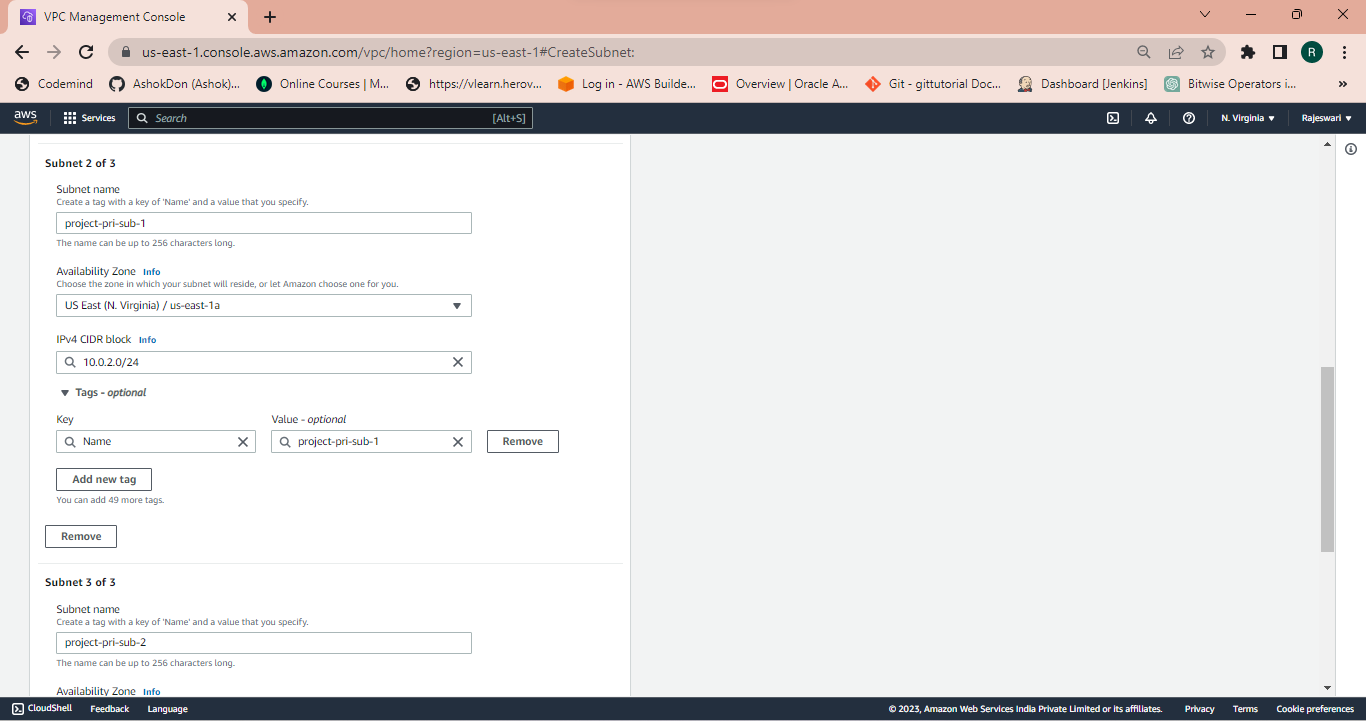 VPC Management Console
us-east-1.console.aws.amazon.com/vpc/home?region=us-east-1#CreateSubnet:
R
Codemind
AshokDon (Ashok)...
Online Courses | M...
https://vlearn.herov...
Log in - AWS Builde...
Overview | Oracle A...
Git - gittutorial Doc...
Dashboard [Jenkins]
Bitwise Operators i...
»
aws
Services
Search
[Alt+S]
N. Virginia
Rajeswari
Subnet 2 of 3
Subnet name
Create a tag with a key of 'Name' and a value that you specify.
project-pri-sub-1
The name can be up to 256 characters long.
Availability Zone Info
Choose the zone in which your subnet will reside, or let Amazon choose one for you.
US East (N. Virginia) / us-east-1a
IPv4 CIDR block Info
10.0.2.0/24
Tags - optional
Key Value - optional
Name project-pri-sub-1 Remove
Add new tag
You can add 49 more tags.
Remove
Subnet 3 of 3
Subnet name
Create a tag with a key of 'Name' and a value that you specify.
project-pri-sub-2
The name can be up to 256 characters long.
Availability Zone Info
CloudShell Feedback Language © 2023, Amazon Web Services India Private Limited or its affiliates. Privacy Terms Cookie preferences